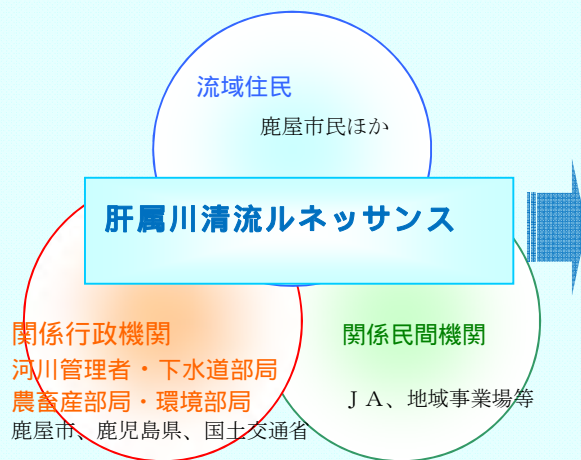 流域住民
鹿屋市民ほか
肝属川清流ルネッサンス
関係行政機関
河川管理者・下水道部局
農畜産部局・環境部局
鹿屋市、鹿児島県、国土交通省
関係民間機関
ＪＡ、地域事業場等